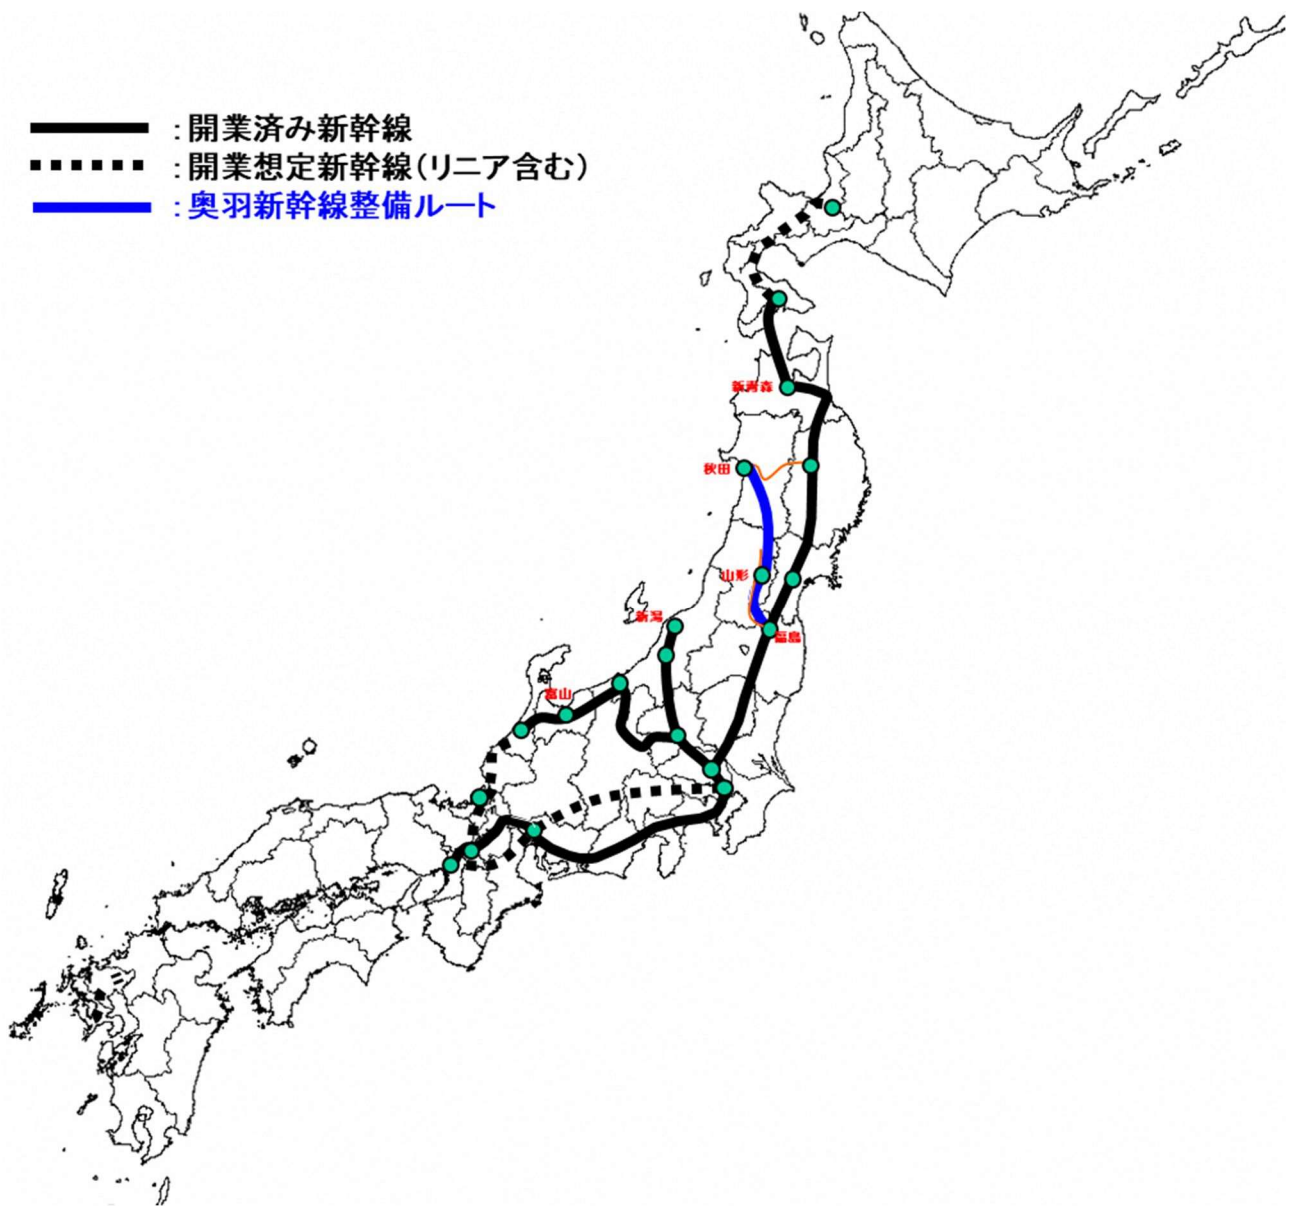 ：開業済み新幹線
：開業想定新幹線（リニア含む）
：奥羽新幹線整備ルート
新青森
秋田
山形
新潟
福島
富山